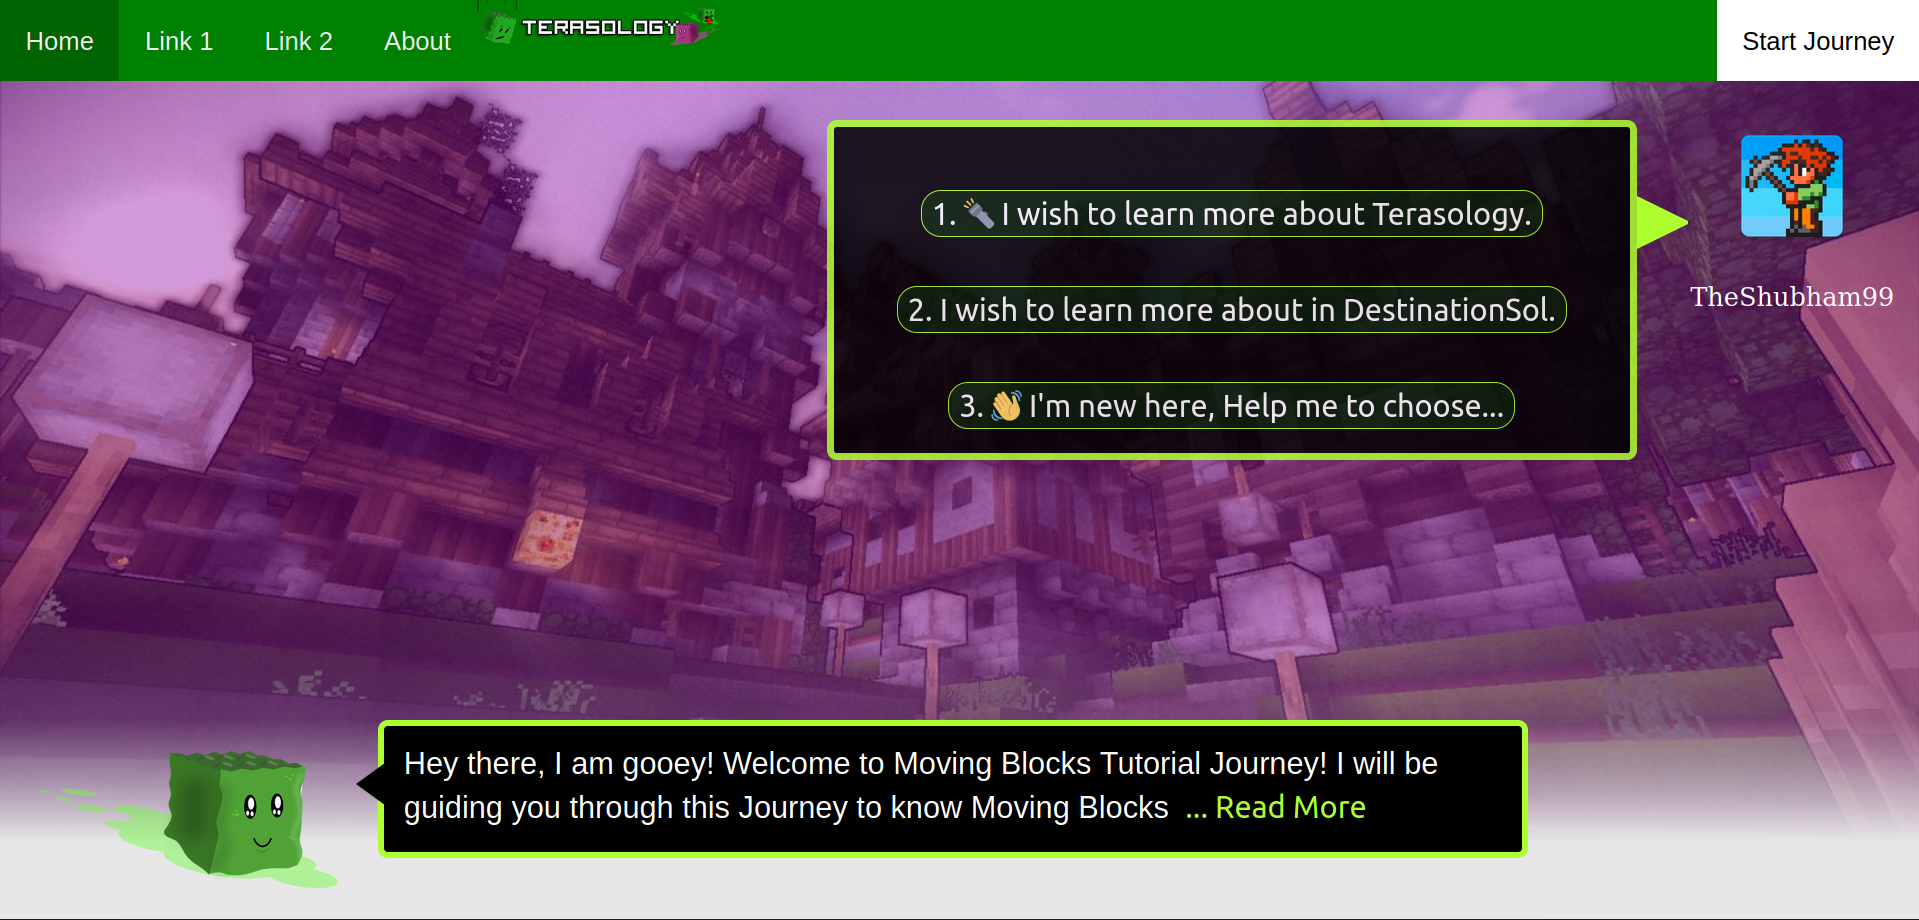 Home Link 1 Link 2 About TERASOLOGY Start Journey
1. 🔦 I wish to learn more about Terasology.
2. I wish to learn more about in DestinationSol.
3. 👋 I'm new here, Help me to choose...
TheShubham99
Hey there, I am gooey! Welcome to Moving Blocks Tutorial Journey! I will be
guiding you through this Journey to know Moving Blocks ... Read More